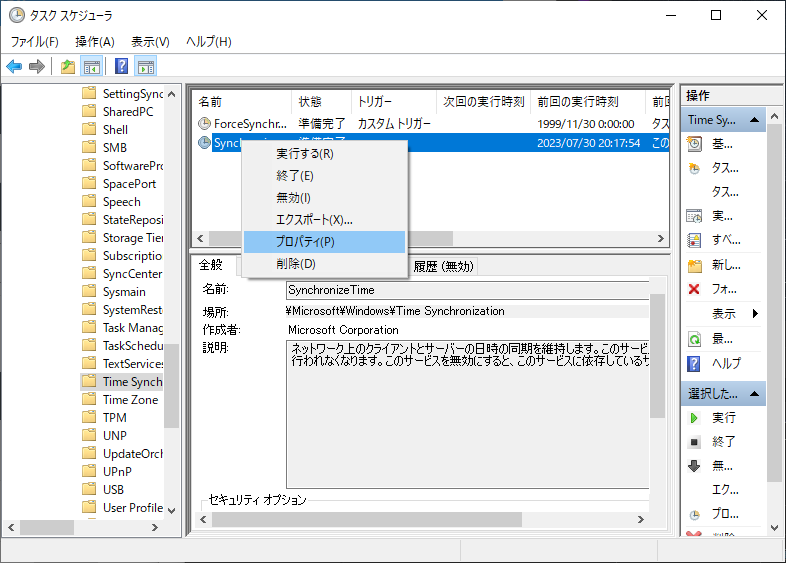 タスク スケジューラ
ファイル(F) 操作(A) 表示(V) ヘルプ(H)
SettingSync
SharedPC
Shell
SMB
SoftwarePro
SpacePort
Speech
StateReposi
Storage Tier
Subscription
SyncCenter
Sysmain
SystemRest
Task Manag
TaskSchedu
TextServices
Time Synch
Time Zone
TPM
UNP
UpdateOrch
UPnP
USB
User Profile
名前 状態 トリガー 次回の実行時刻 前回の実行時刻 前回
ForceSynchr... 準備完了 カスタム トリガー 1999/11/30 0:00:00 タス
2023/07/30 20:17:54 この
実行する(R)
終了(E)
無効(I)
エクスポート(X)...
プロパティ(P)
削除(D)
全般 履歴 (無効)
名前: SynchronizeTime
場所: ¥Microsoft¥Windows¥Time Synchronization
作成者: Microsoft Corporation
説明: ネットワーク上のクライアントとサーバーの日時の同期を維持します。このサービ
行われなくなります。このサービスを無効にすると、このサービスに依存しているサ
セキュリティ オプション
操作
Time Sy...
基...
タス...
タス...
実...
すべ...
新し...
フォ...
表示
最...
ヘルプ
選択した...
実行
終了
無...
エク...
プロ...